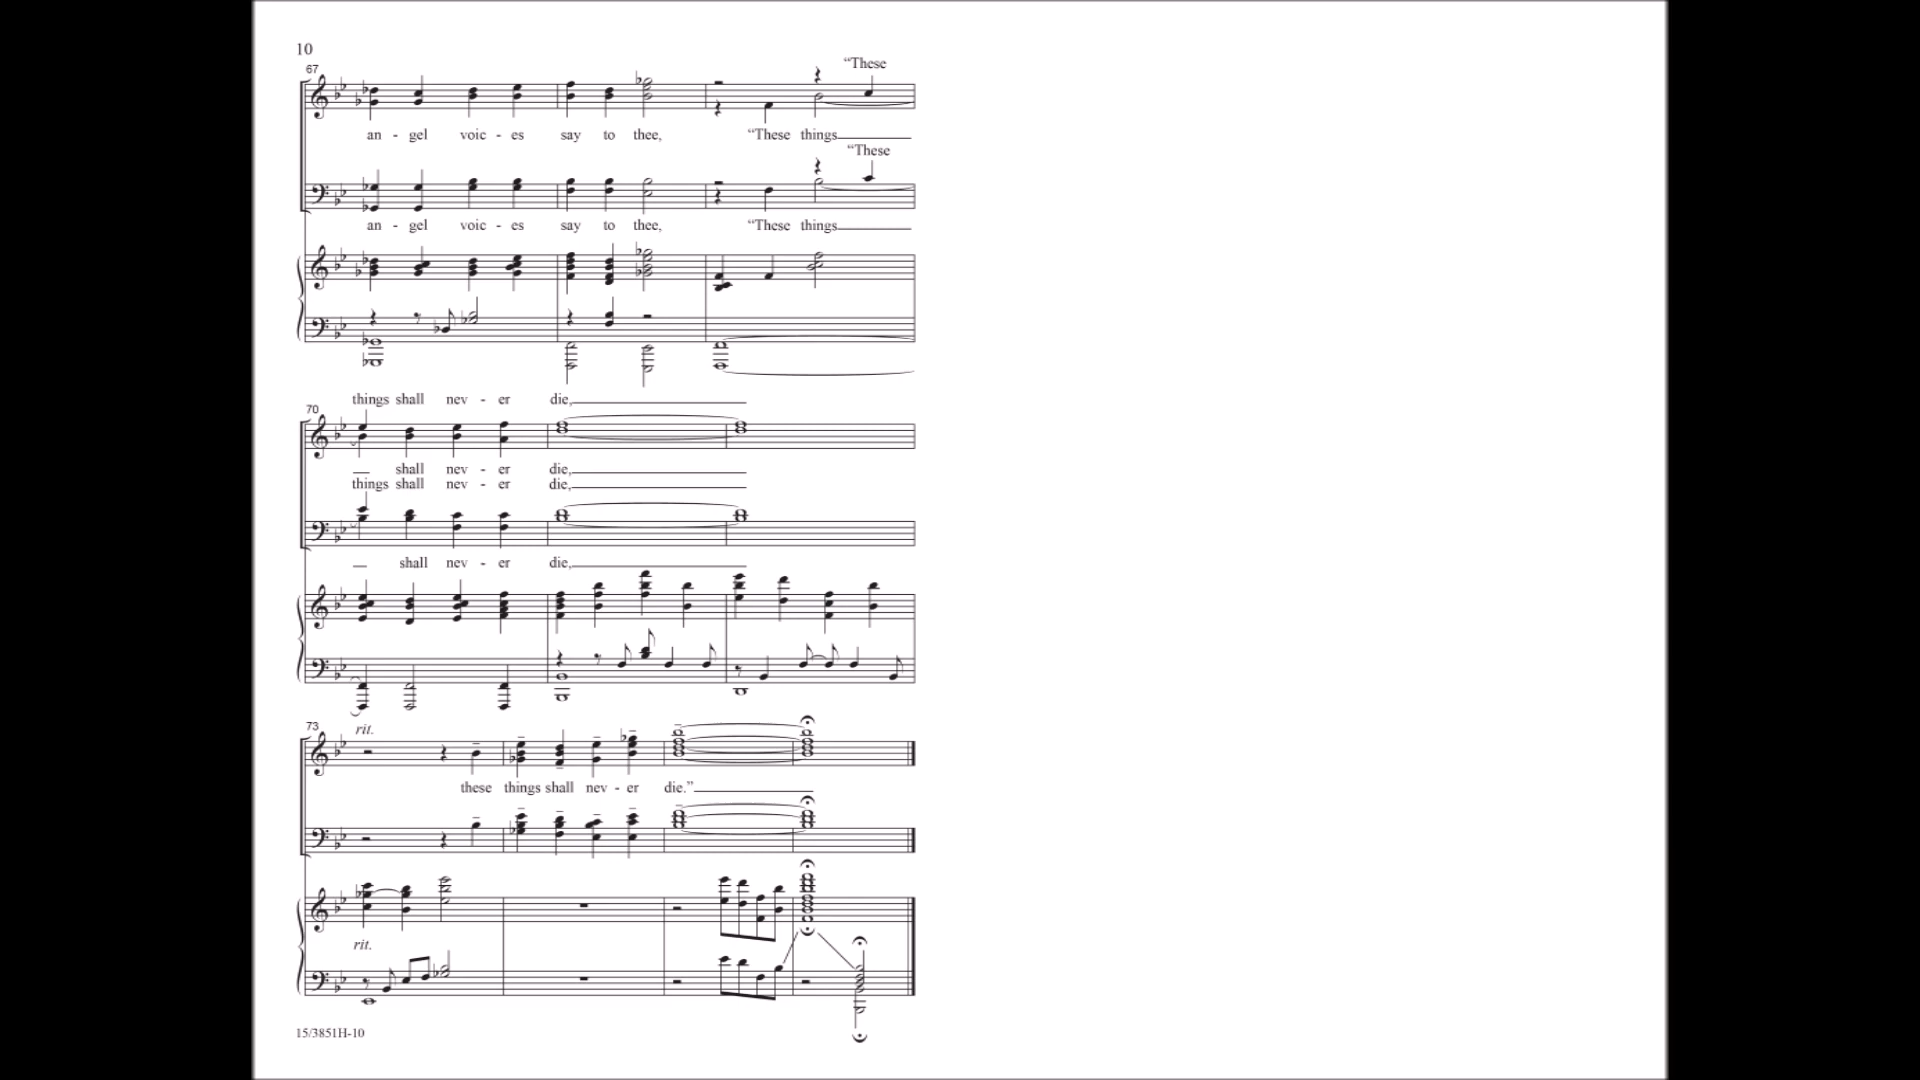 10
67
“These
an - gel voic - es say to thee, “These things
“These
an - gel voic - es say to thee, “These things
things shall nev - er die,
70
shall nev - er die,
things shall nev - er die,
shall nev - er die,
73
rit.
these things shall nev - er die.”
rit.
15/3851H-10